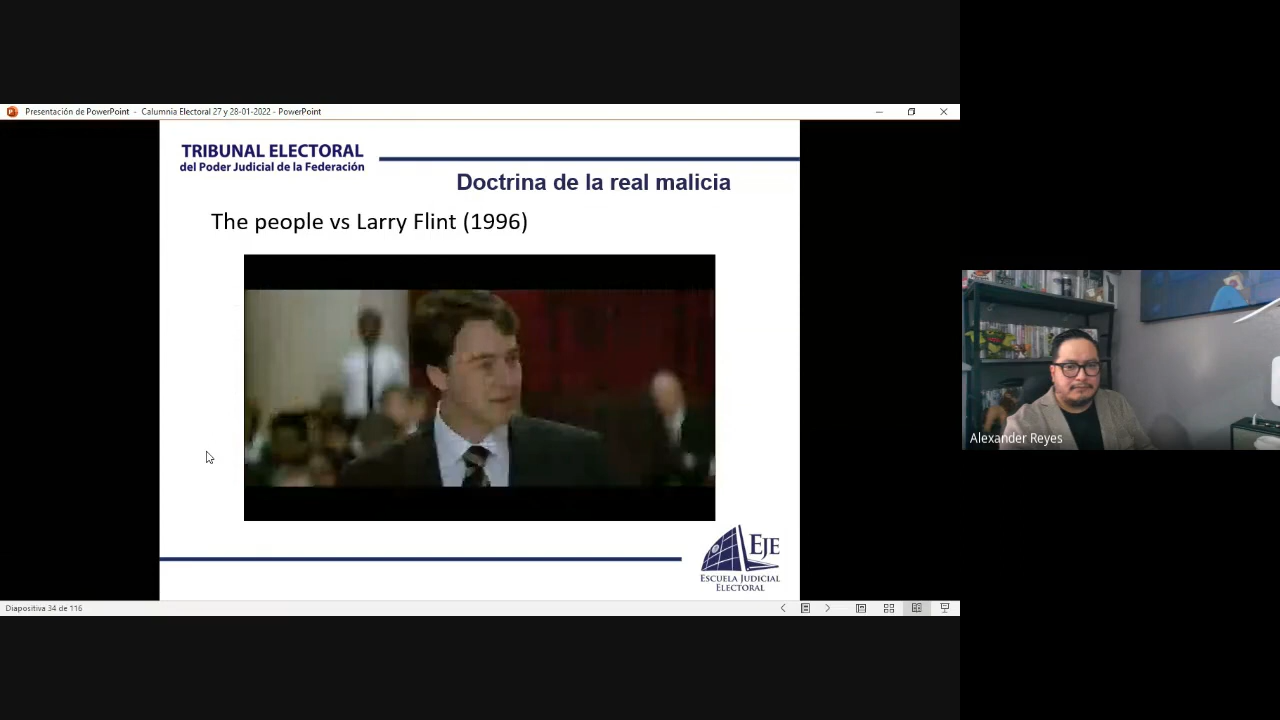 Presentación de PowerPoint - Calumnia Electoral 27 y 28-01-2022 - PowerPoint
TRIBUNAL ELECTORAL
del Poder Judicial de la Federación
Doctrina de la real malicia
The people vs Larry Flint (1996)
EJE
ESCUELA JUDICIAL
ELECTORAL
Diapositiva 34 de 116
Alexander Reyes